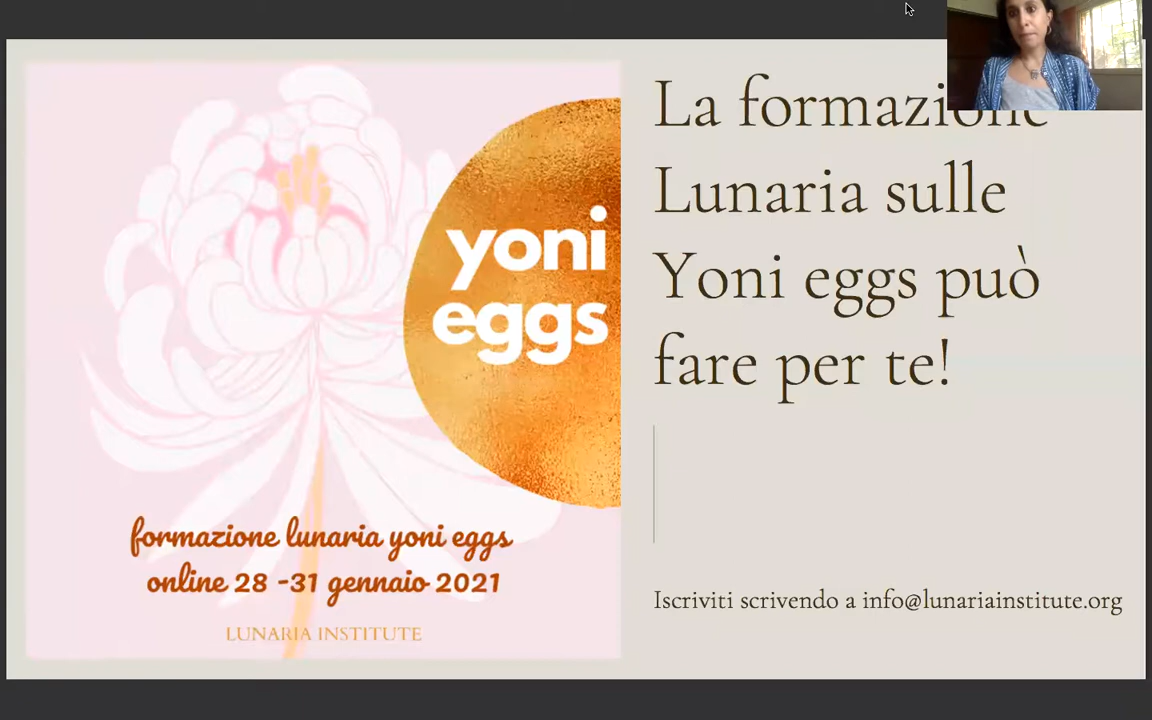 yoni
eggs
formazione lunaria yoni eggs
online 28 -31 gennaio 2021
LUNARIA INSTITUTE
La formazione
Lunaria sulle
Yoni eggs può
fare per te!
Iscriviti scrivendo a info@lunariainstitute.org